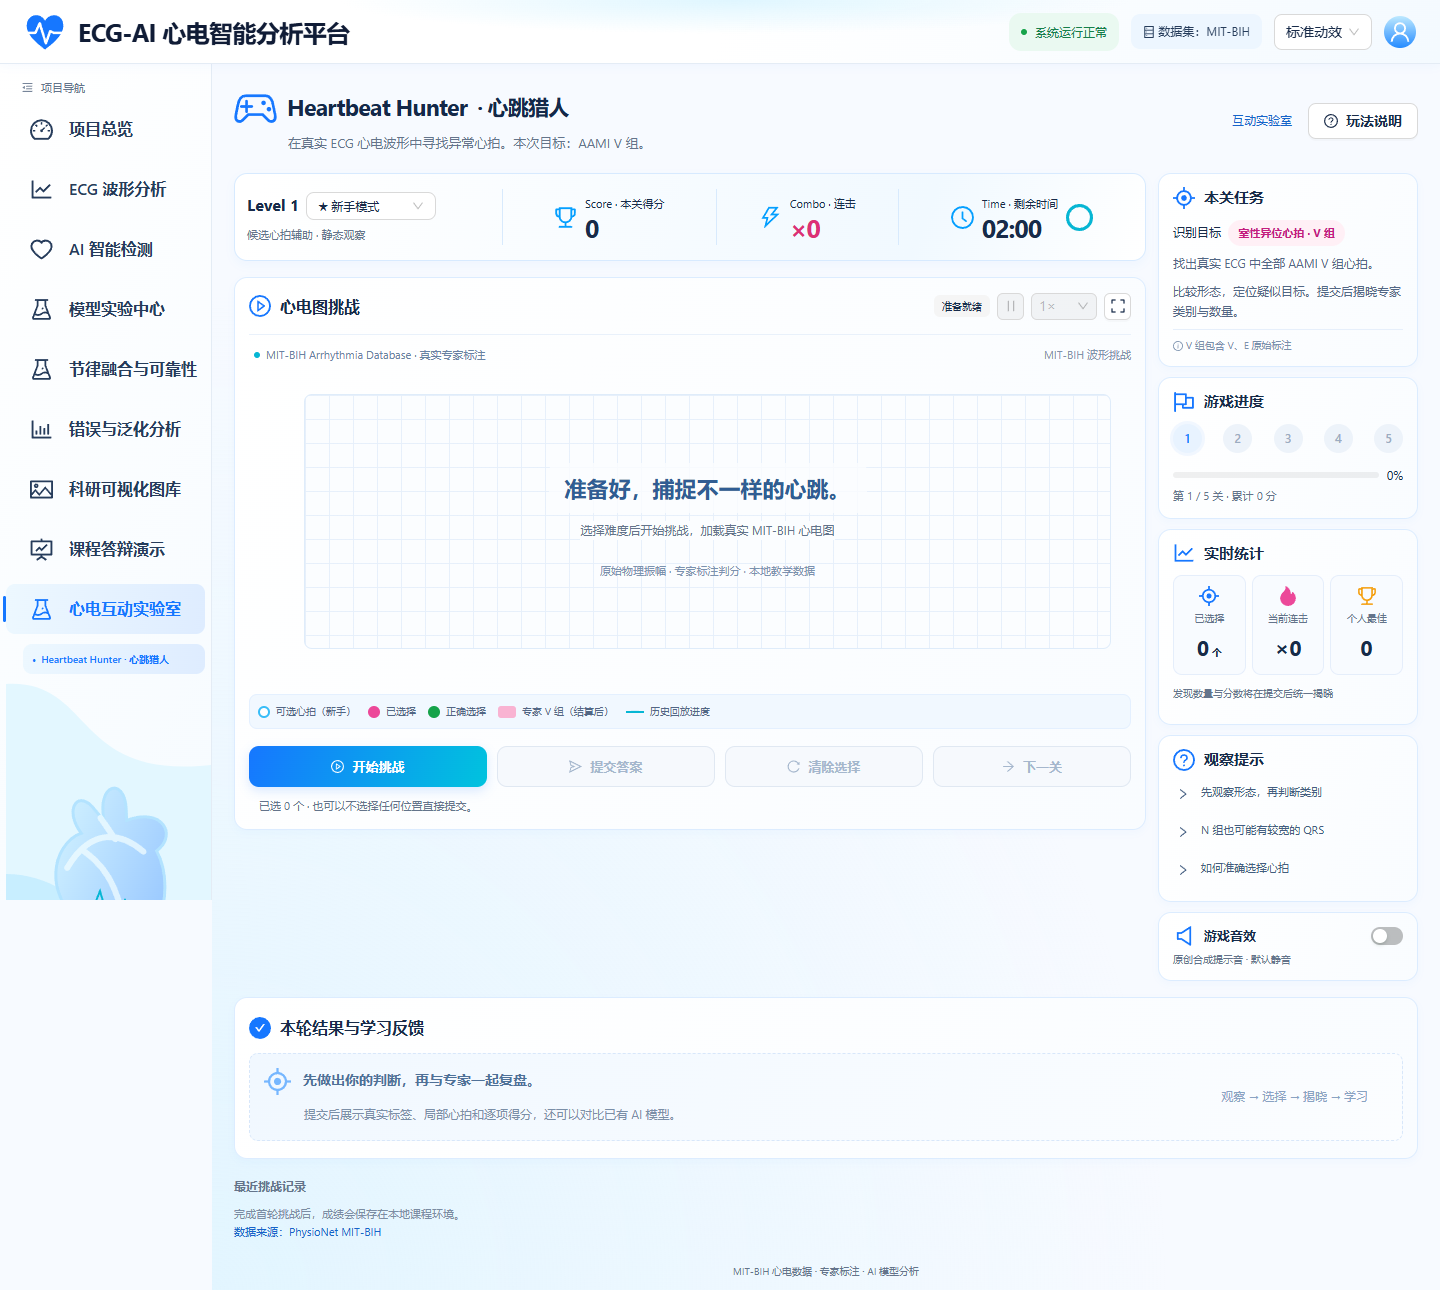 ECG-AI 心电智能分析平台
系统运行正常
数据集：MIT-BIH
标准动效
项目导航
项目总览
ECG 波形分析
AI 智能检测
模型实验中心
节律融合与可靠性
错误与泛化分析
科研可视化图库
课程答辩演示
心电互动实验室
Heartbeat Hunter · 心跳猎人
Heartbeat Hunter · 心跳猎人
在真实 ECG 心电波形中寻找异常心拍。本次目标：AAMI V 组。
互动实验室
玩法说明
Level 1
★ 新手模式
候选心拍辅助 · 静态观察
Score · 本关得分
0
Combo · 连击
×0
Time · 剩余时间
02:00
心电图挑战
准备就绪
1×
MIT-BIH Arrhythmia Database · 真实专家标注
MIT-BIH 波形挑战
准备好，捕捉不一样的心跳。
选择难度后开始挑战，加载真实 MIT-BIH 心电图
原始物理振幅 · 专家标注判分 · 本地教学数据
可选心拍（新手）
已选择
正确选择
专家 V 组（结算后）
历史回放进度
开始挑战
提交答案
清除选择
下一关
已选 0 个 · 也可以不选择任何位置直接提交。
本关任务
识别目标
室性异位心拍 · V 组
找出真实 ECG 中全部 AAMI V 组心拍。
比较形态，定位疑似目标。提交后揭晓专家
类别与数量。
V 组包含 V、E 原始标注
游戏进度
1
2
3
4
5
0%
第 1 / 5 关 · 累计 0 分
实时统计
已选择
0 个
当前连击
×0
个人最佳
0
发现数量与分数将在提交后统一揭晓
观察提示
先观察形态，再判断类别
N 组也可能有较宽的 QRS
如何准确选择心拍
游戏音效
原创合成提示音 · 默认静音
本轮结果与学习反馈
先做出你的判断，再与专家一起复盘。
提交后展示真实标签、局部心拍和逐项得分，还可以对比已有 AI 模型。
观察 → 选择 → 揭晓 → 学习
最近挑战记录
完成首轮挑战后，成绩会保存在本地课程环境。
数据来源：PhysioNet MIT-BIH
MIT-BIH 心电数据 · 专家标注 · AI 模型分析